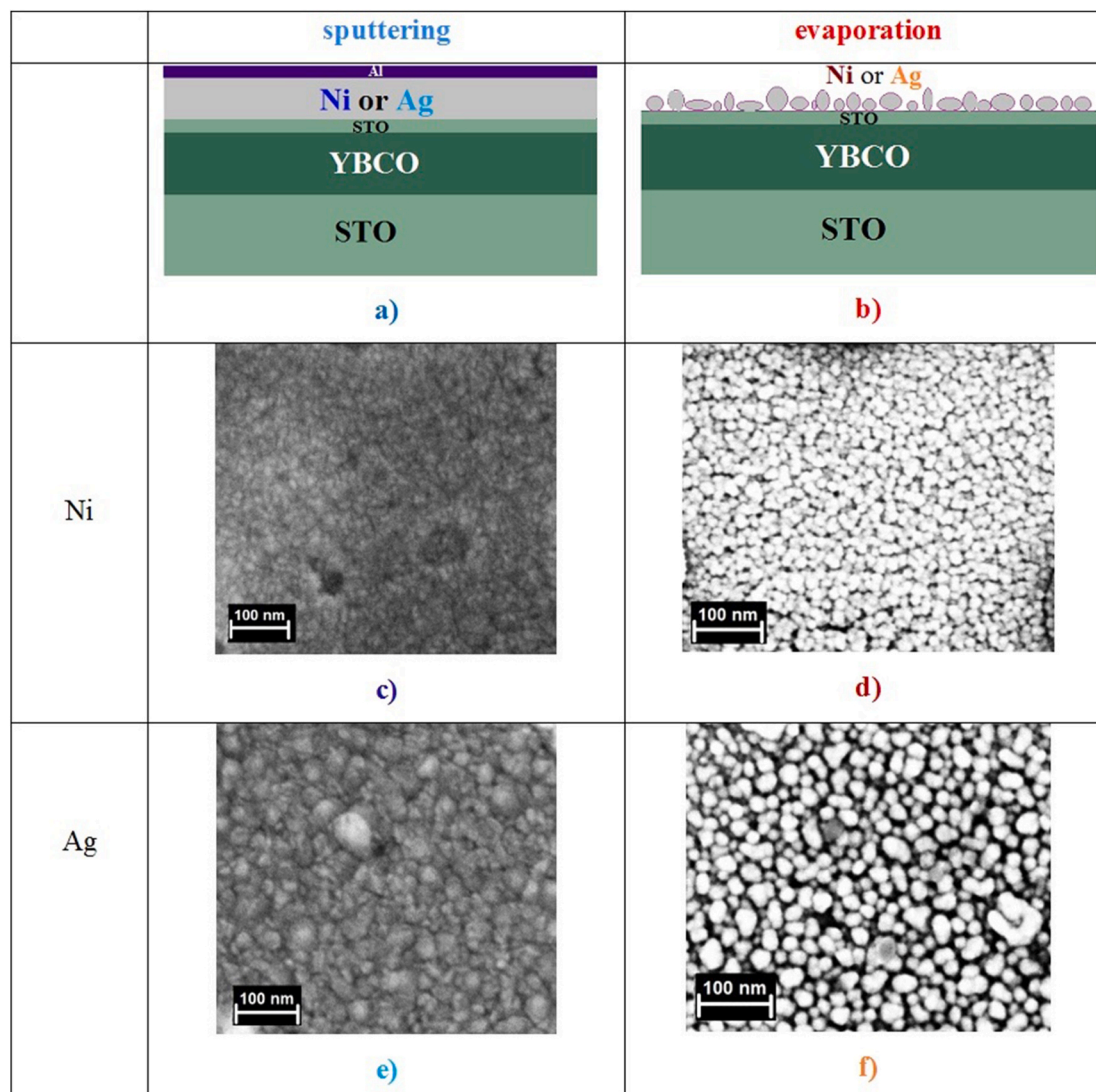 sputtering
evaporation
Al
Ni or Ag
STO
YBCO
STO
a)
Ni or Ag
STO
YBCO
STO
b)
Ni
100 nm
c)
100 nm
d)
Ag
100 nm
e)
100 nm
f)